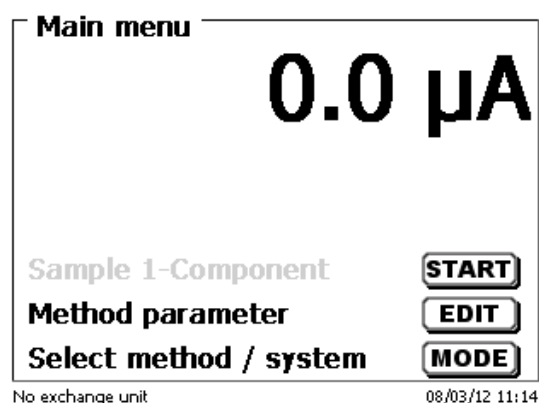 Main menu
0.0 µA
Sample 1-Component START
Method parameter EDIT
Select method / system MODE
No exchange unit 08/03/12 11:14